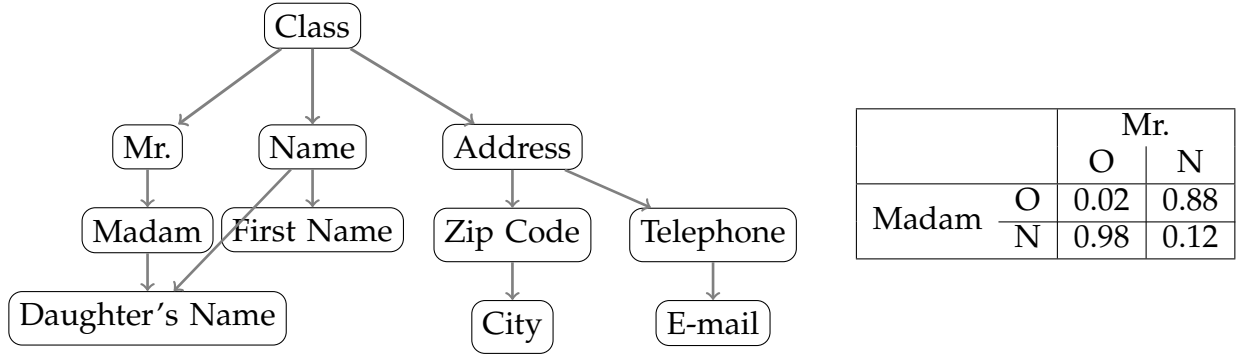 Class
Mr.
Name
Address
Madam
First Name
Zip Code
Telephone
Daughter's Name
City
E-mail
Mr.
O N
Madam O 0.02 0.88
N 0.98 0.12